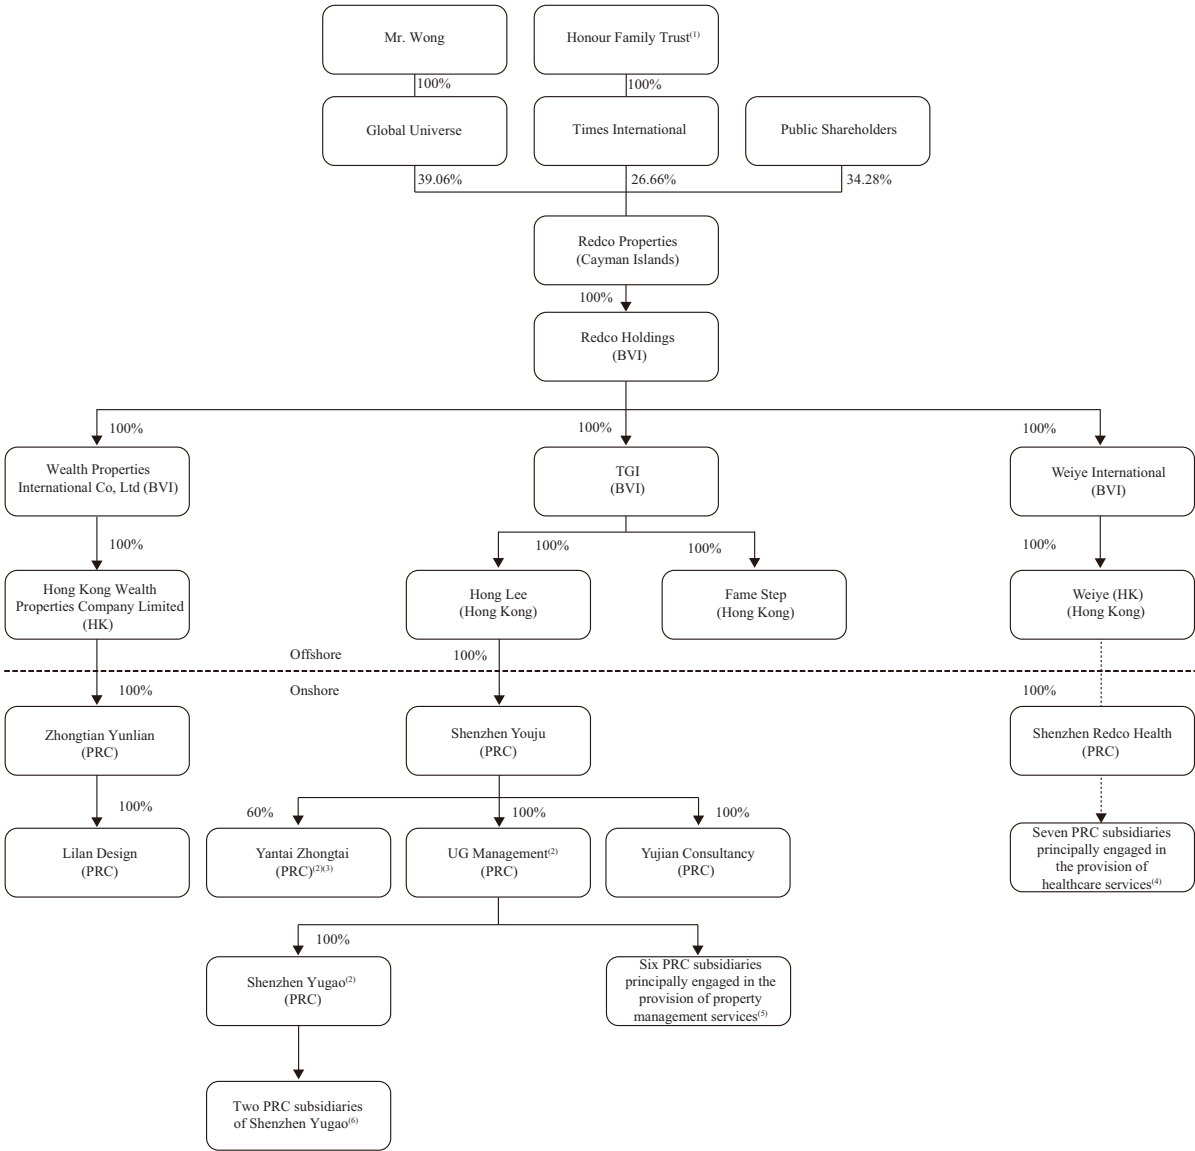 Mr. Wong
Honour Family Trust(1)
100%
100%
Global Universe
Times International
Public Shareholders
39.06%
26.66%
34.28%
Redco Properties
(Cayman Islands)
100%
Redco Holdings
(BVI)
100%
100%
100%
Wealth Properties
International Co, Ltd (BVI)
TGI
(BVI)
Weiye International
(BVI)
100%
100%
100%
100%
Hong Kong Wealth
Properties Company Limited
(HK)
Hong Lee
(Hong Kong)
Fame Step
(Hong Kong)
Weiye (HK)
(Hong Kong)
Offshore
100%
Onshore
100%
100%
Zhongtian Yunlian
(PRC)
Shenzhen Youju
(PRC)
Shenzhen Redco Health
(PRC)
100%
60%
100%
100%
Lilan Design
(PRC)
Yantai Zhongtai
(PRC)(2)(3)
UG Management(2)
(PRC)
Yujian Consultancy
(PRC)
Seven PRC subsidiaries
principally engaged in
the provision of
healthcare services(4)
100%
Shenzhen Yugao(2)
(PRC)
Six PRC subsidiaries
principally engaged in the
provision of property
management services(5)
Two PRC subsidiaries
of Shenzhen Yugao(6)